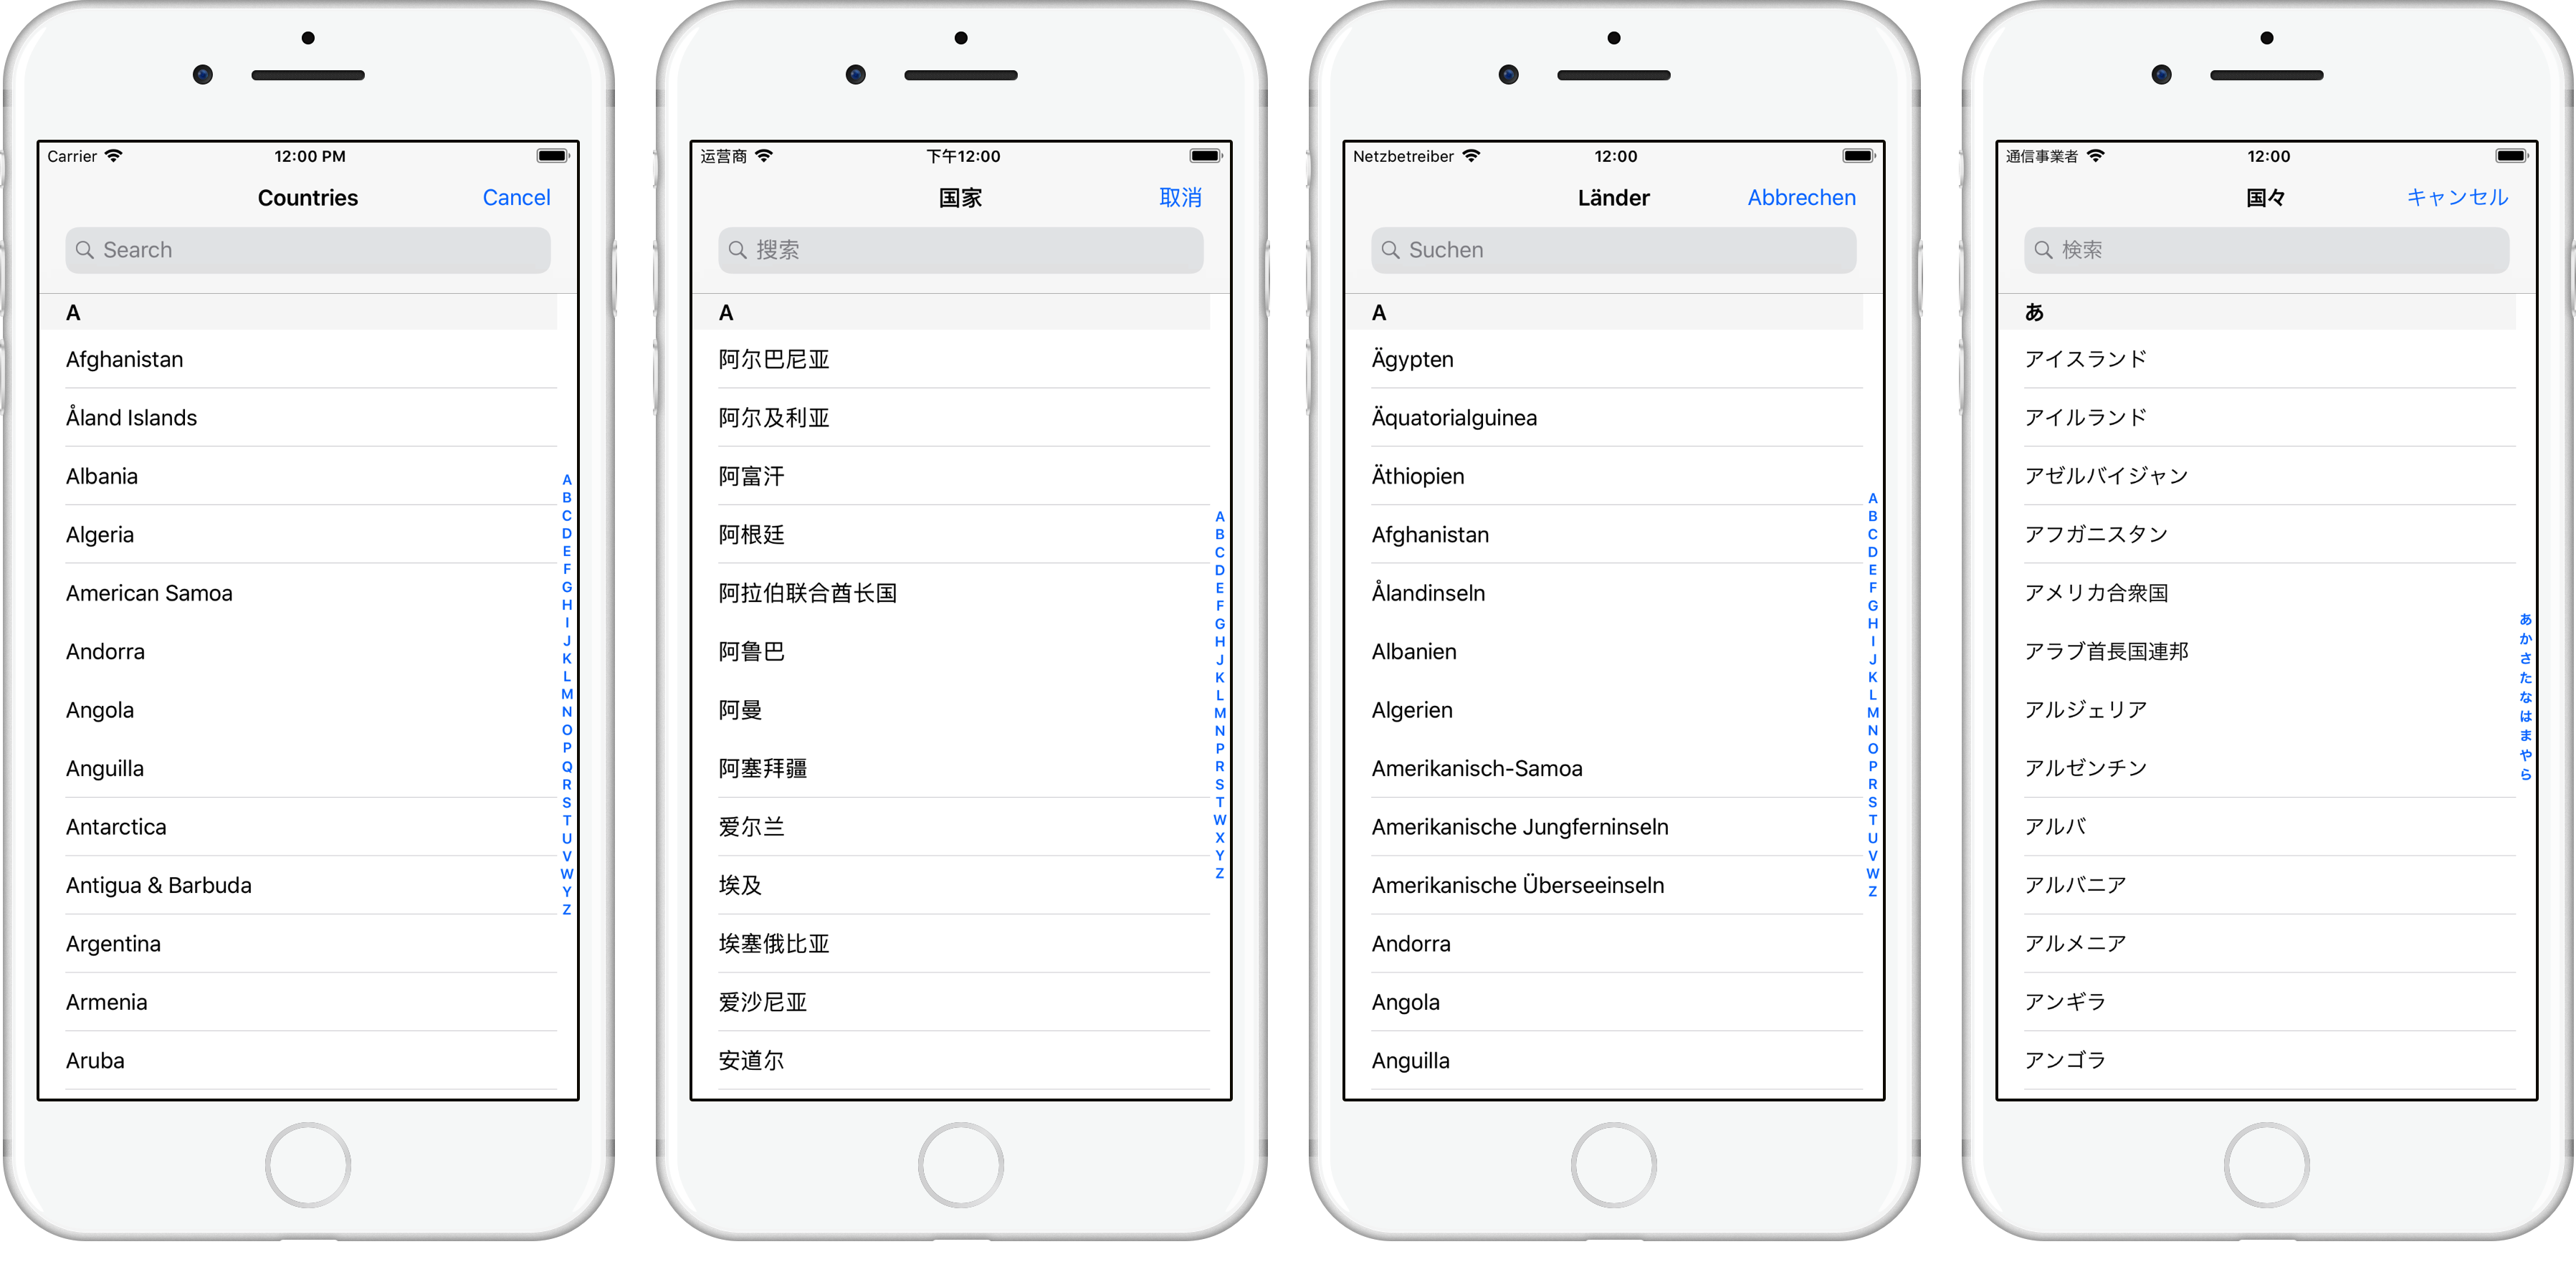 Carrier 12:00 PM
Countries Cancel
Search
A
Afghanistan
Åland Islands
Albania
Algeria
American Samoa
Andorra
Angola
Anguilla
Antarctica
Antigua & Barbuda
Argentina
Armenia
Aruba
A
B
C
D
E
F
G
H
I
J
K
L
M
N
O
P
Q
R
S
T
U
V
W
Y
Z
运营商 下午12:00
国家 取消
搜索
A
阿尔巴尼亚
阿尔及利亚
阿富汗
阿根廷
阿拉伯联合酋长国
阿鲁巴
阿曼
阿塞拜疆
爱尔兰
埃及
埃塞俄比亚
爱沙尼亚
安道尔
A
B
C
D
E
F
G
H
J
K
L
M
N
P
R
S
T
W
X
Y
Z
Netzbetreiber 12:00
Länder Abbrechen
Suchen
A
Ägypten
Äquatorialguinea
Äthiopien
Afghanistan
Ålandinseln
Albanien
Algerien
Amerikanisch-Samoa
Amerikanische Jungferninseln
Amerikanische Überseeinseln
Andorra
Angola
Anguilla
A
B
C
D
E
F
G
H
I
J
K
L
M
N
O
P
R
S
T
U
V
W
Z
通信事業者 12:00
国々 キャンセル
検索
あ
アイスランド
アイルランド
アゼルバイジャン
アフガニスタン
アメリカ合衆国
アラブ首長国連邦
アルジェリア
アルゼンチン
アルバ
アルバニア
アルメニア
アンギラ
アンゴラ
あ
か
さ
た
な
は
ま
や
ら